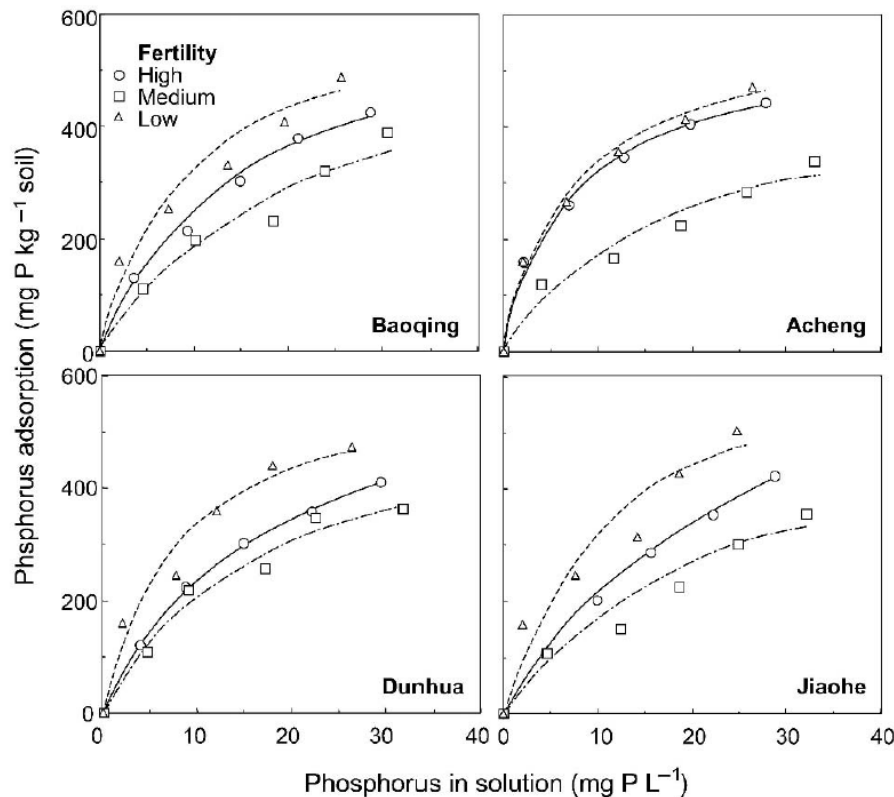 600
400
200
0
Fertility
High
Medium
Low
Baoqing
Acheng
600
400
200
0
Dunhua
Jiaohe
0 10 20 30 40
0 10 20 30 40
Phsphorus adsorption (mg P kg⁻¹ soil)
Phosphorus in solution (mg P L⁻¹)